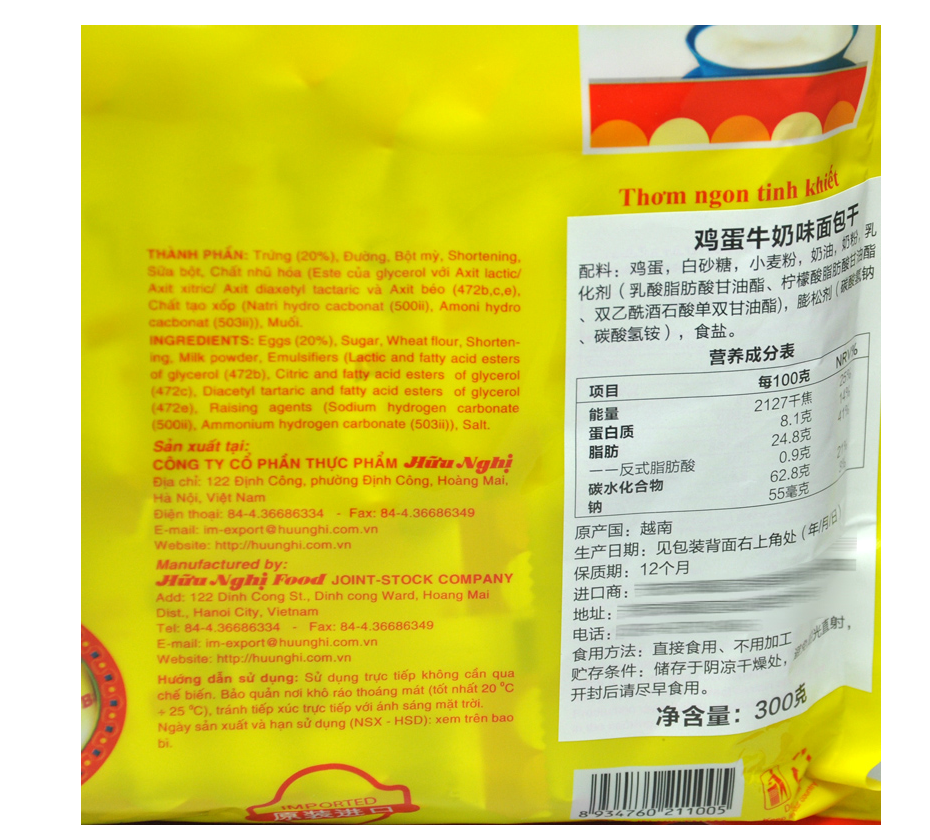 Thơm ngon tinh khiết
THÀNH PHẦN: Trứng (20%), Đường, Bột mỳ, Shortening,
Sữa bột, Chất nhũ hóa (Este của glycerol với Axit lactic/
Axit xitric/ Axit diaxetyl tactaric và Axit béo (472b,c,e),
Chất tạo xốp (Natri hydro cacbonat (500ii), Amoni hydro
cacbonat (503ii)), Muối.
INGREDIENTS: Eggs (20%), Sugar, Wheat flour, Shorten-
ing, Milk powder, Emulsifiers (Lactic and fatty acid esters
of glycerol (472b), Citric and fatty acid esters of glycerol
(472c), Diacetyl tartaric and fatty acid esters of glycerol
(472e), Raising agents (Sodium hydrogen carbonate
(500ii), Ammonium hydrogen carbonate (503ii)), Salt.
Sản xuất tại:
CÔNG TY CỔ PHẦN THỰC PHẨM Hữu Nghị
Địa chỉ: 122 Định Công, phường Định Công, Hoàng Mai,
Hà Nội, Việt Nam
Điện thoại: 84-4.36686334 - Fax: 84-4.36686349
E-mail: im-export@huunghi.com.vn
Website: http://huunghi.com.vn
Manufactured by:
Hữu Nghị Food JOINT-STOCK COMPANY
Add: 122 Dinh Cong St., Dinh cong Ward, Hoang Mai
Dist., Hanoi City, Vietnam
Tel: 84-4.36686334 - Fax: 84-4.36686349
E-mail: im-export@huunghi.com.vn
Website: http://huunghi.com.vn
Hướng dẫn sử dụng: Sử dụng trực tiếp không cần qua
chế biến. Bảo quản nơi khô ráo thoáng mát (tốt nhất 20 °C
÷ 25 °C), tránh tiếp xúc trực tiếp với ánh sáng mặt trời.
Ngày sản xuất và hạn sử dụng (NSX - HSD): xem trên bao
bì.
IMPORTED
原装进口
鸡蛋牛奶味面包干
配料：鸡蛋，白砂糖，小麦粉，奶油，奶粉，乳
化剂（乳酸脂肪酸甘油酯、柠檬酸脂肪酸甘油酯
、双乙酰酒石酸单双甘油酯），膨松剂（碳酸氢钠
、碳酸氢铵），食盐。
营养成分表
项目 每100克 NRV%
能量 2127千焦 25%
蛋白质 8.1克 14%
脂肪 24.8克 41%
——反式脂肪酸 0.9克
碳水化合物 62.8克 21%
钠 55毫克
原产国：越南
生产日期：见包装背面右上角处（年/月/日）
保质期：12个月
进口商：
地址：
电话：
食用方法：直接食用、不用加工
贮存条件：储存于阴凉干燥处，
开封后请尽早食用。
净含量：300克
8 934760 211005